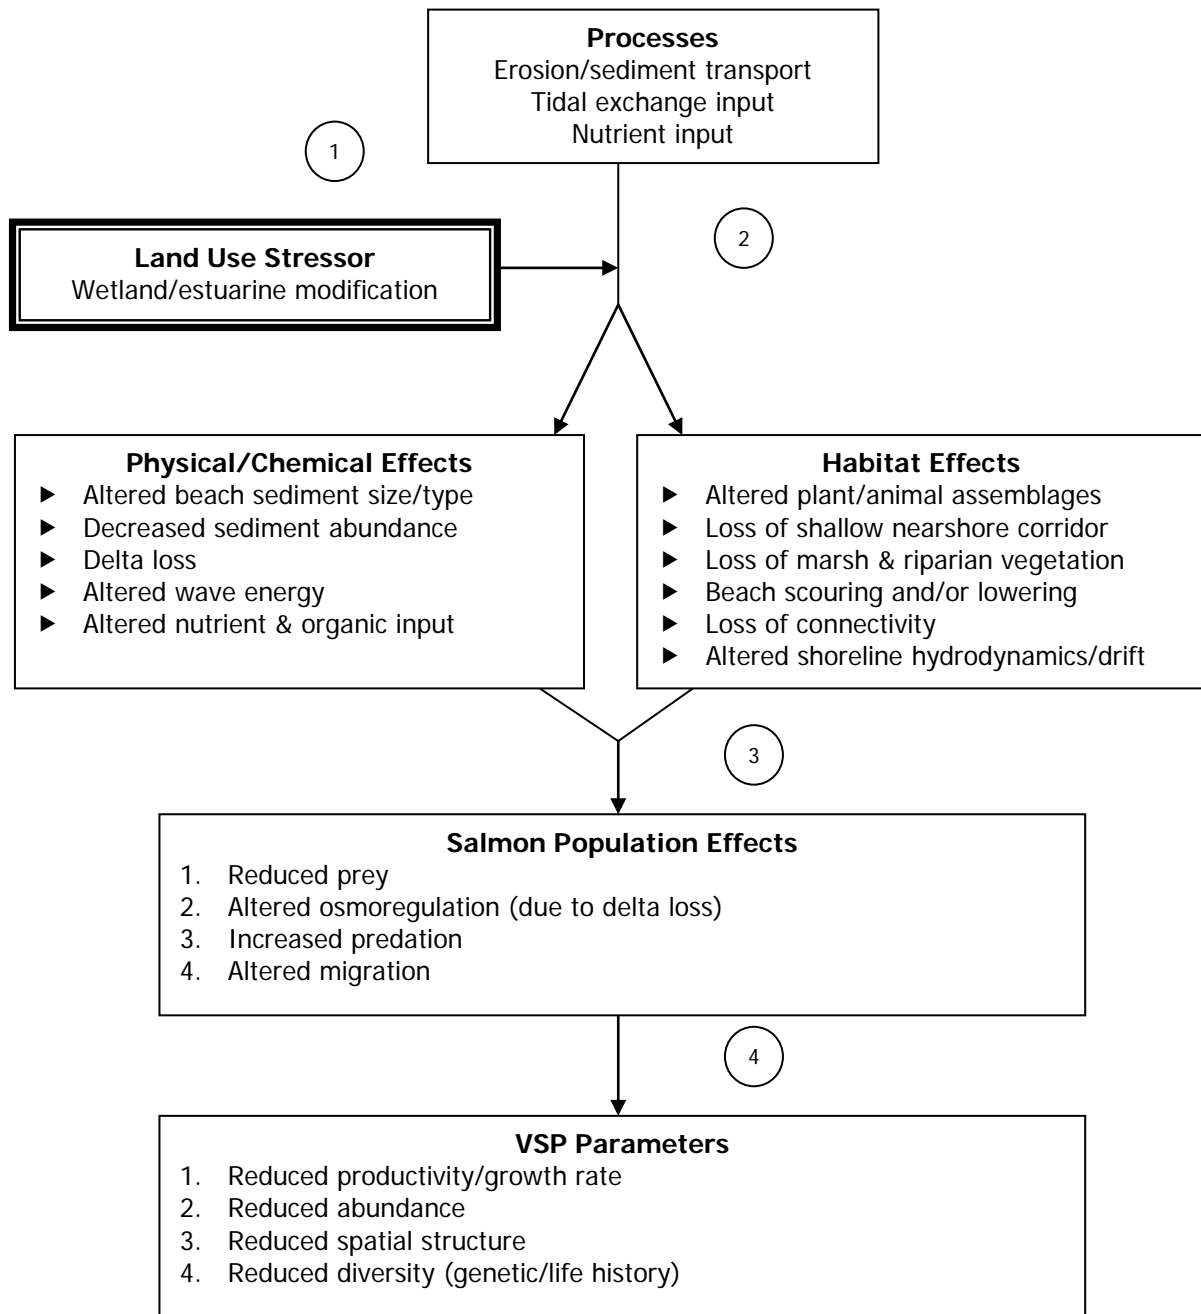 Processes
Erosion/sediment transport
Tidal exchange input
Nutrient input
1
2
Land Use Stressor
Wetland/estuarine modification
Physical/Chemical Effects
▶ Altered beach sediment size/type
▶ Decreased sediment abundance
▶ Delta loss
▶ Altered wave energy
▶ Altered nutrient & organic input
Habitat Effects
▶ Altered plant/animal assemblages
▶ Loss of shallow nearshore corridor
▶ Loss of marsh & riparian vegetation
▶ Beach scouring and/or lowering
▶ Loss of connectivity
▶ Altered shoreline hydrodynamics/drift
3
Salmon Population Effects
1. Reduced prey
2. Altered osmoregulation (due to delta loss)
3. Increased predation
4. Altered migration
4
VSP Parameters
1. Reduced productivity/growth rate
2. Reduced abundance
3. Reduced spatial structure
4. Reduced diversity (genetic/life history)